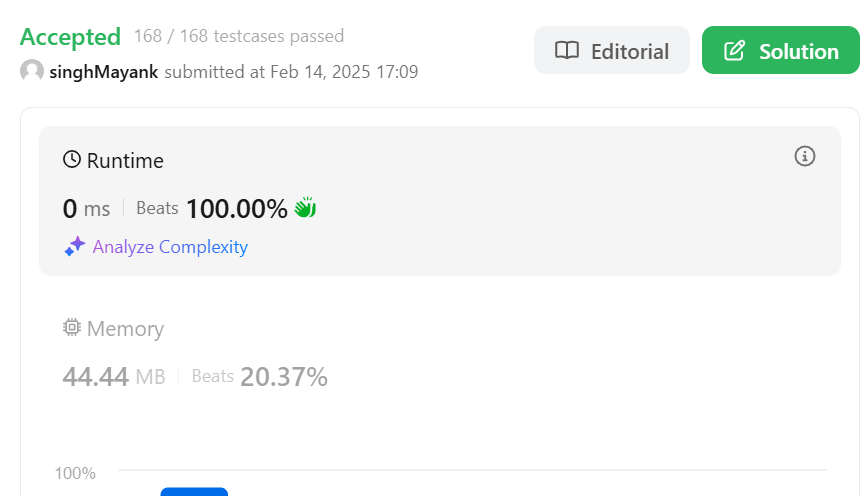 Accepted 168 / 168 testcases passed
Editorial
Solution
singhMayank submitted at Feb 14, 2025 17:09
Runtime
0 ms Beats 100.00%
Analyze Complexity
Memory
44.44 MB Beats 20.37%
100%